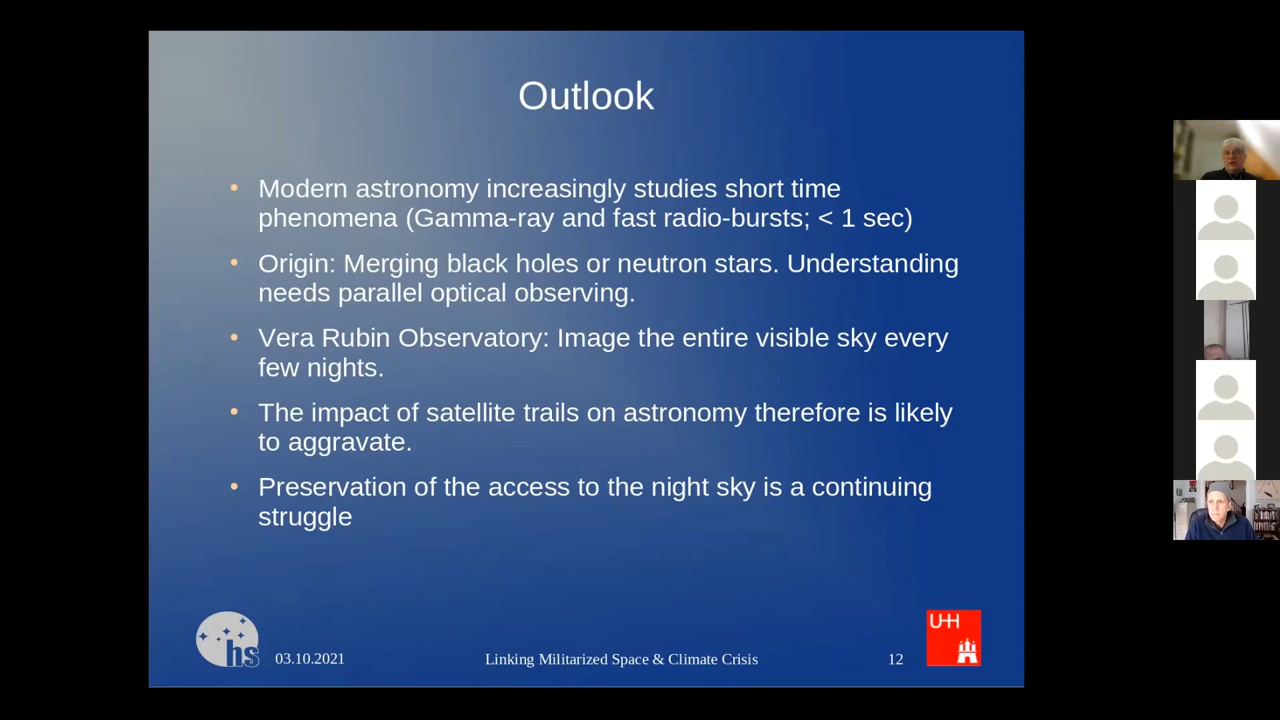 Outlook
• Modern astronomy increasingly studies short time
phenomena (Gamma-ray and fast radio-bursts; < 1 sec)
• Origin: Merging black holes or neutron stars. Understanding
needs parallel optical observing.
• Vera Rubin Observatory: Image the entire visible sky every
few nights.
• The impact of satellite trails on astronomy therefore is likely
to aggravate.
• Preservation of the access to the night sky is a continuing
struggle
hs
03.10.2021
Linking Militarized Space & Climate Crisis
12
UH